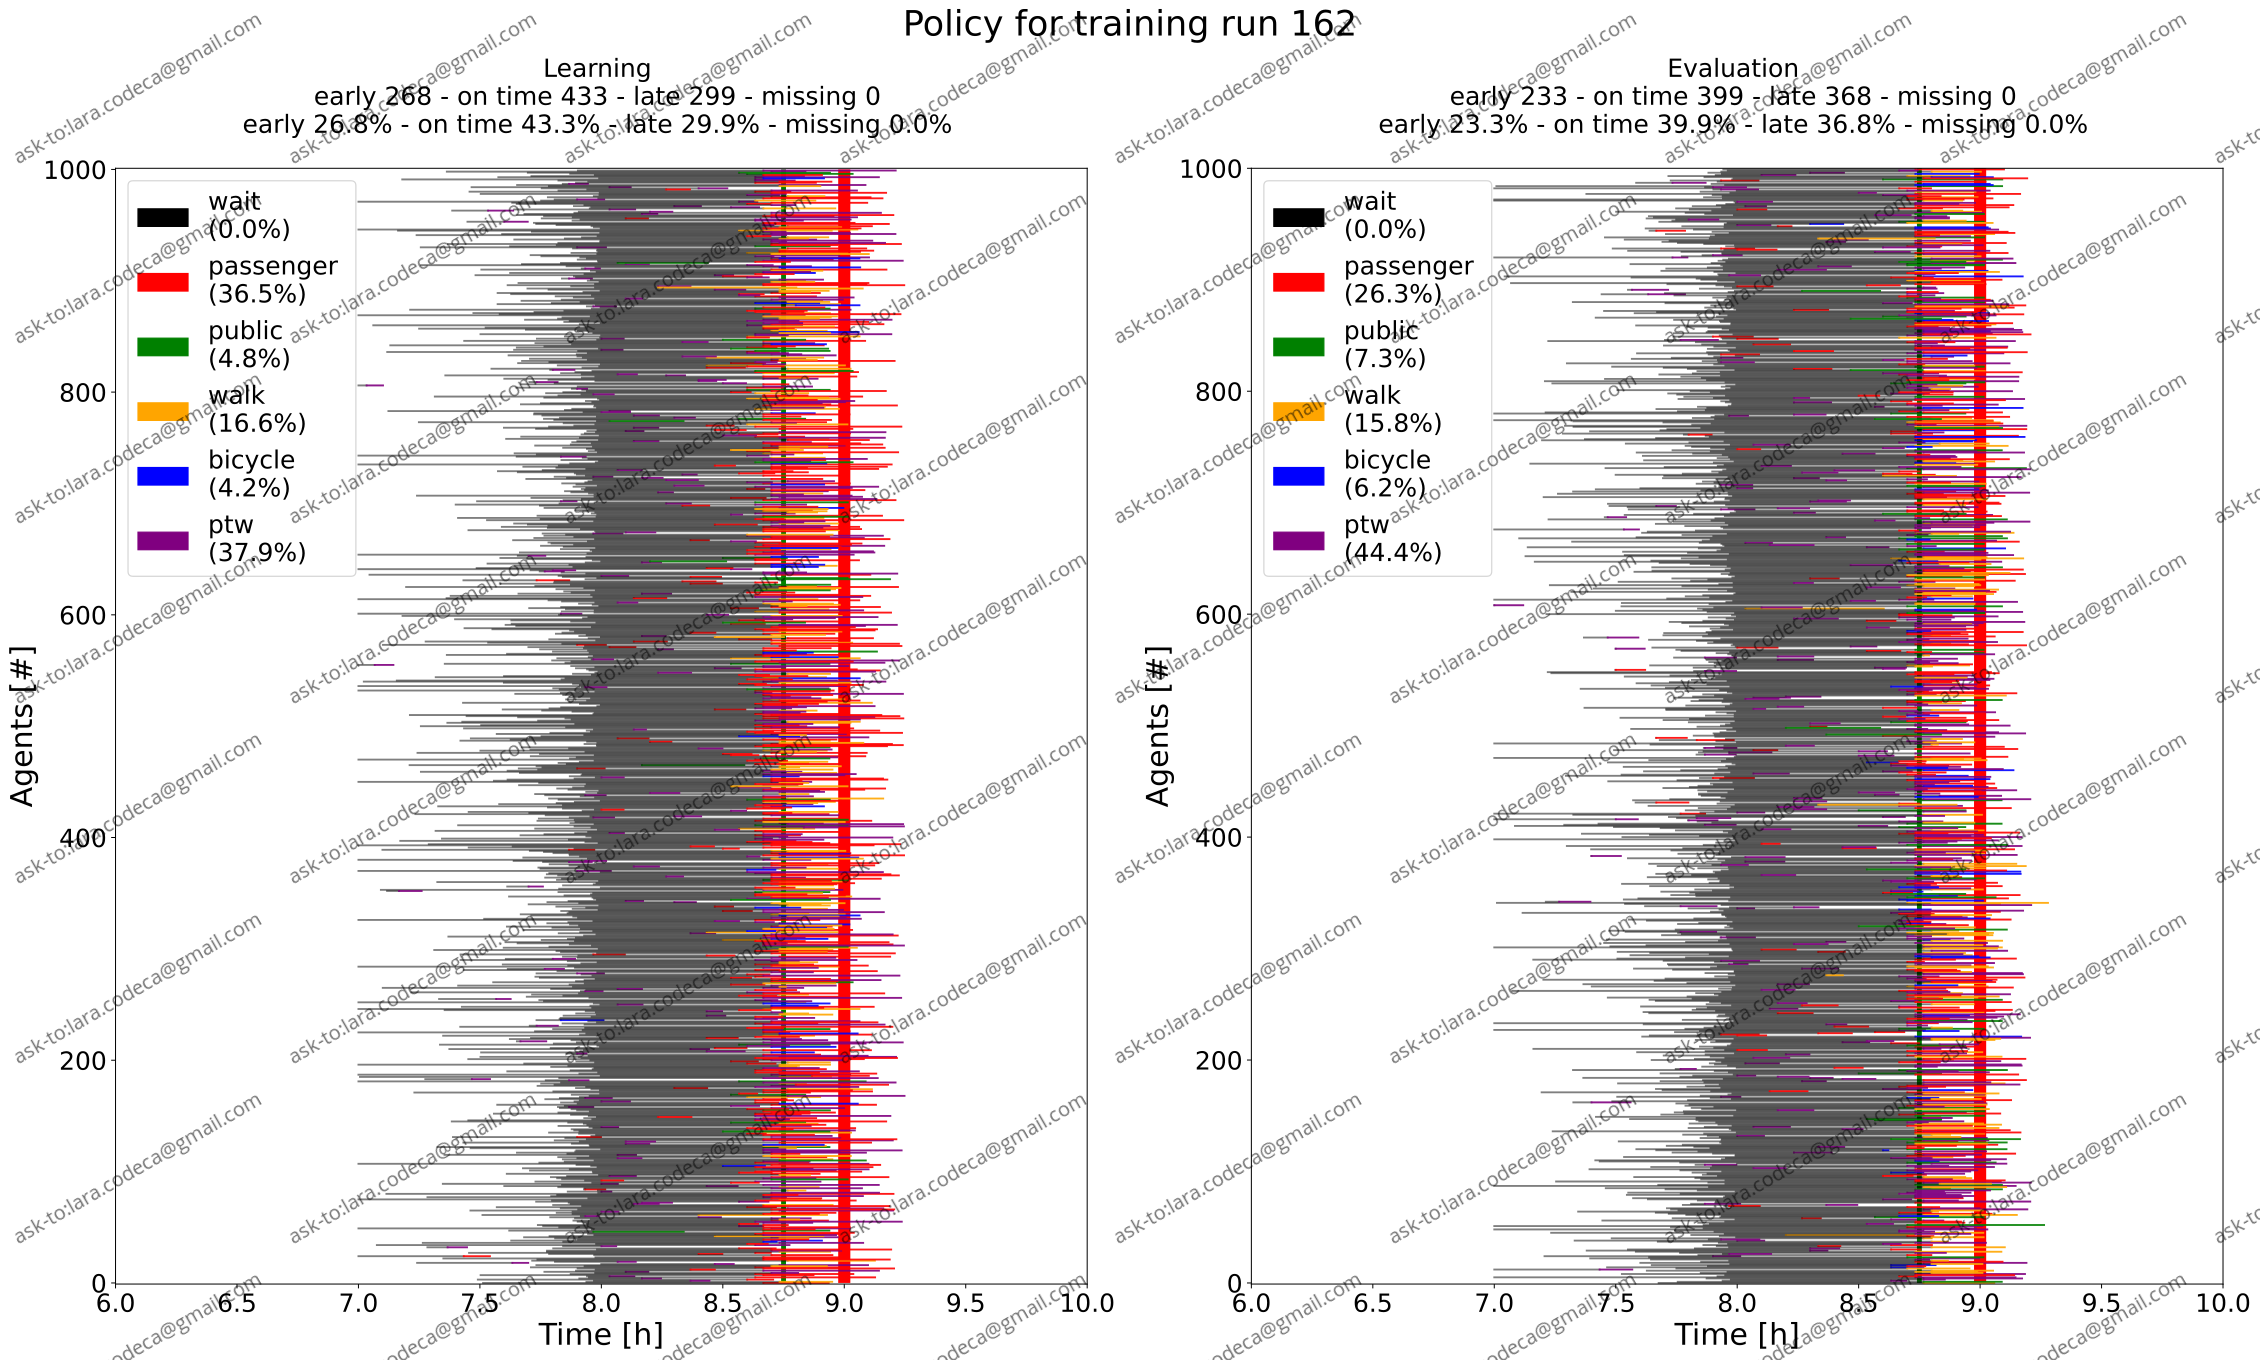 Policy for training run 162
Learning
early 268 - on time 433 - late 299 - missing 0
early 26.8% - on time 43.3% - late 29.9% - missing 0.0%
1000
800
600
400
200
0
Agents [#]
wait
(0.0%)
passenger
(36.5%)
public
(4.8%)
walk
(16.6%)
bicycle
(4.2%)
ptw
(37.9%)
6.0 6.5 7.0 7.5 8.0 8.5 9.0 9.5 10.0
Time [h]
Evaluation
early 233 - on time 399 - late 368 - missing 0
early 23.3% - on time 39.9% - late 36.8% - missing 0.0%
1000
800
600
400
200
0
Agents [#]
wait
(0.0%)
passenger
(26.3%)
public
(7.3%)
walk
(15.8%)
bicycle
(6.2%)
ptw
(44.4%)
6.0 6.5 7.0 7.5 8.0 8.5 9.0 9.5 10.0
Time [h]
ask-to:lara.codeca@gmail.com